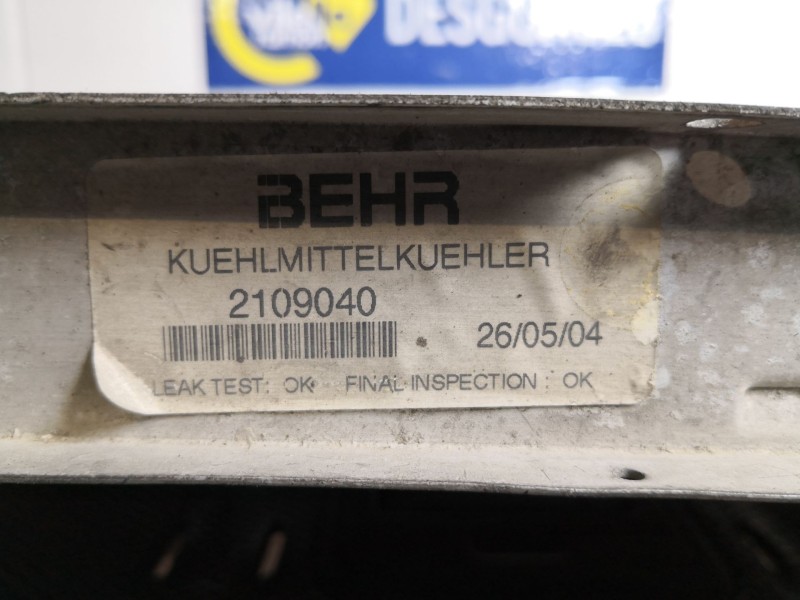 BEHR
KUEHLMITTELKUEHLER
2109040
26/05/04
LEAK TEST: OK FINAL INSPECTION : OK